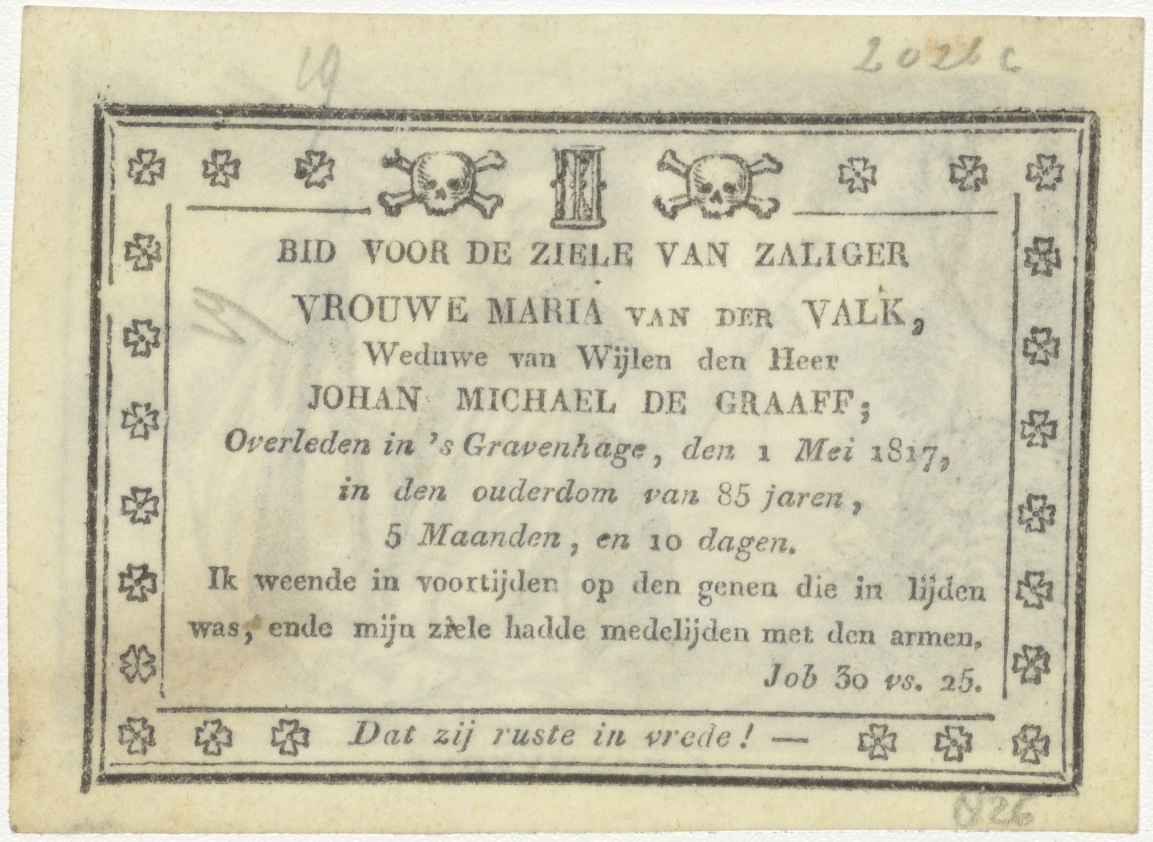 19
2026 c
BID VOOR DE ZIELE VAN ZALIGER
VROUWE MARIA VAN DER VALK,
Weduwe van Wijlen den Heer
JOHAN MICHAEL DE GRAAFF;
Overleden in 's Gravenhage, den 1 Mei 1817,
in den ouderdom van 85 jaren,
5 Maanden, en 10 dagen.
Ik weende in voortijden op den genen die in lijden
was, ende mijn ziele hadde medelijden met den armen.
Job 30 vs. 25.
Dat zij ruste in vrede! —